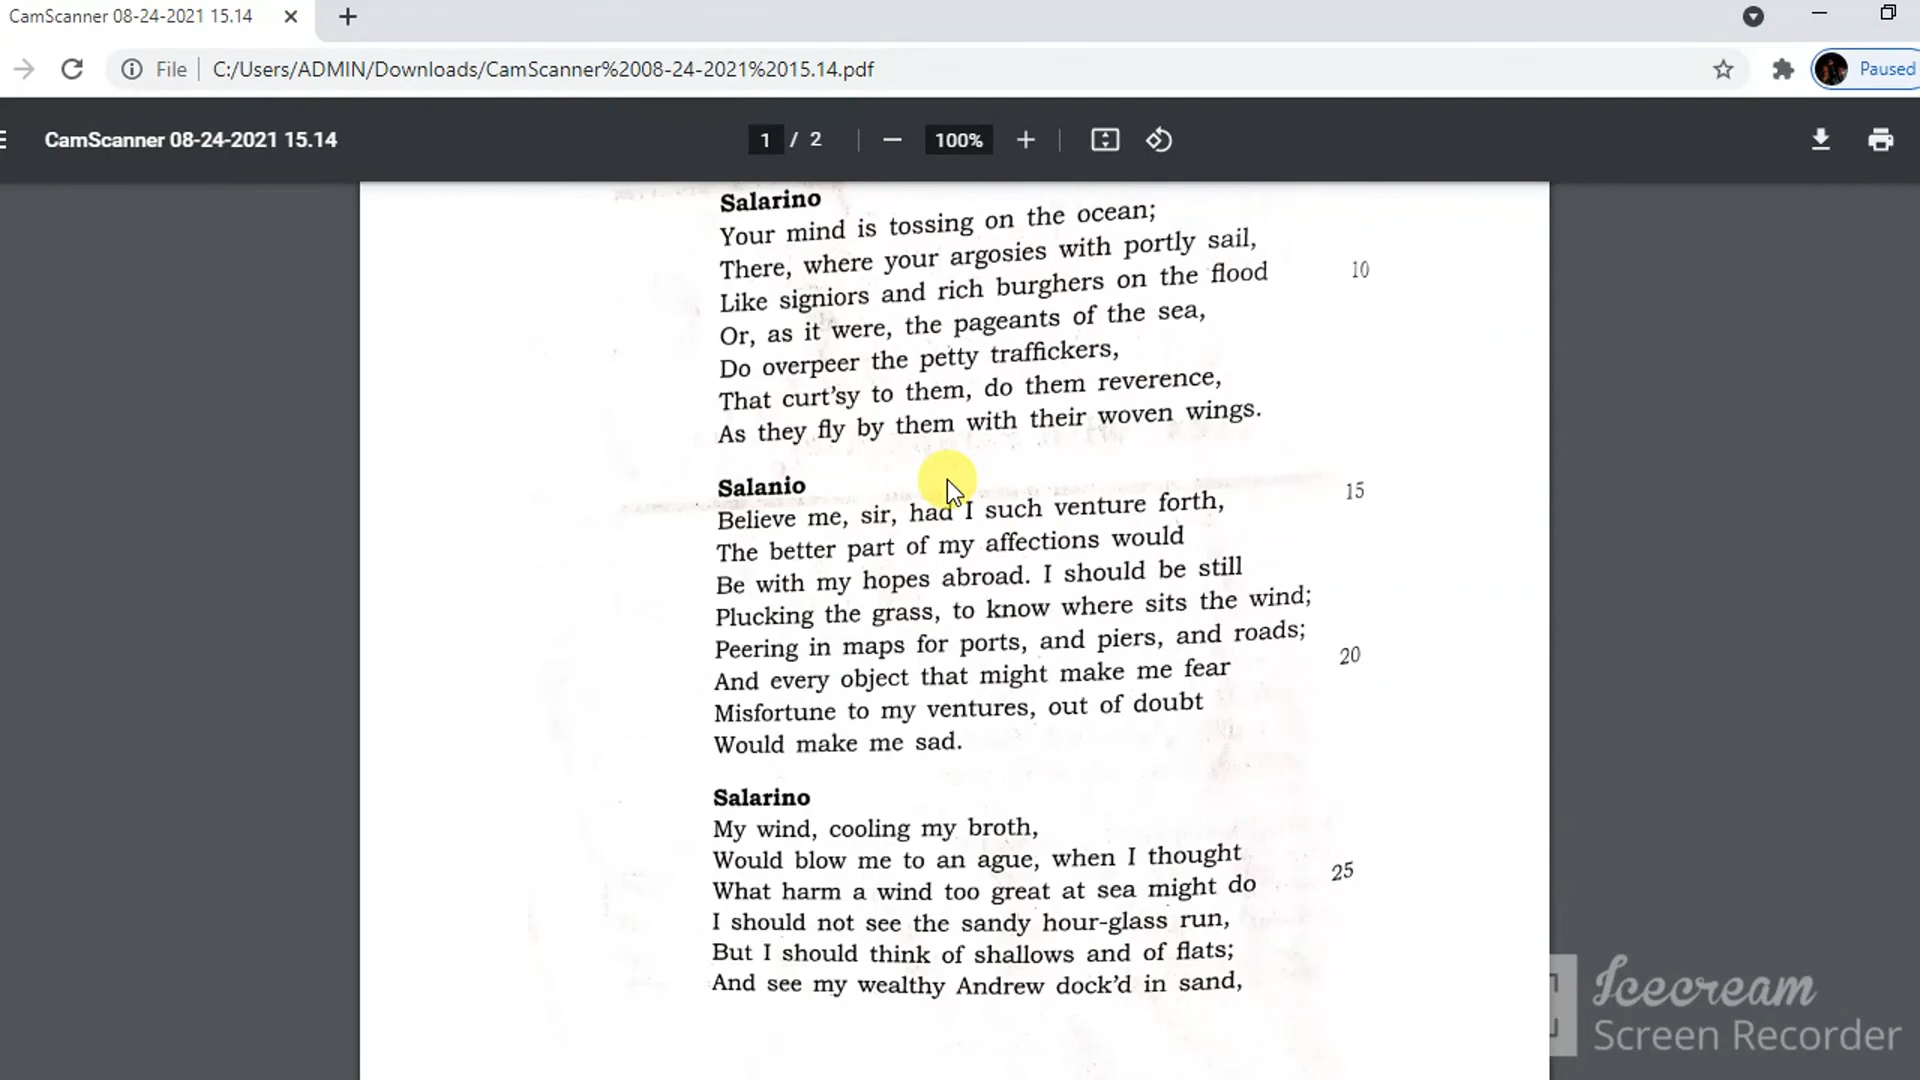 CamScanner 08-24-2021 15.14
File C:/Users/ADMIN/Downloads/CamScanner%2008-24-2021%2015.14.pdf Paused
CamScanner 08-24-2021 15.14 1 / 2 100%
Salarino
Your mind is tossing on the ocean;
There, where your argosies with portly sail,
Like signiors and rich burghers on the flood 10
Or, as it were, the pageants of the sea,
Do overpeer the petty traffickers,
That curt'sy to them, do them reverence,
As they fly by them with their woven wings.
Salanio
Believe me, sir, had I such venture forth, 15
The better part of my affections would
Be with my hopes abroad. I should be still
Plucking the grass, to know where sits the wind;
Peering in maps for ports, and piers, and roads;
And every object that might make me fear 20
Misfortune to my ventures, out of doubt
Would make me sad.
Salarino
My wind, cooling my broth,
Would blow me to an ague, when I thought
What harm a wind too great at sea might do 25
I should not see the sandy hour-glass run,
But I should think of shallows and of flats;
And see my wealthy Andrew dock'd in sand,
Icecream
Screen Recorder